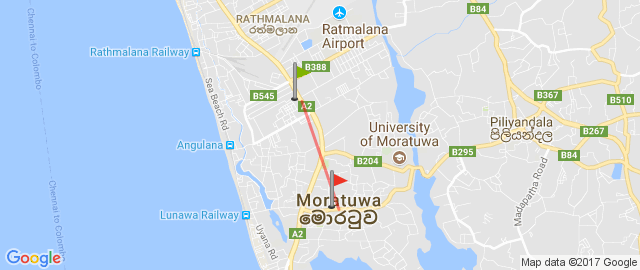 RATHMALANA
රත්මලාන
Ratmalana
Airport
Rathmalana Railway
B388
B84
B545
A2
B367
B510
Chennai to Colombo
Sea Beach Rd
Piliyandala
පිලියන්දල
B267
University
of Moratuwa
Angulana
B295
B84
B204
Madapatha Road
Moratuwa
මොරටුව
Lunawa Railway
A2
Uyana Rd
Chennai to Colombo
Google
Map data ©2017 Google